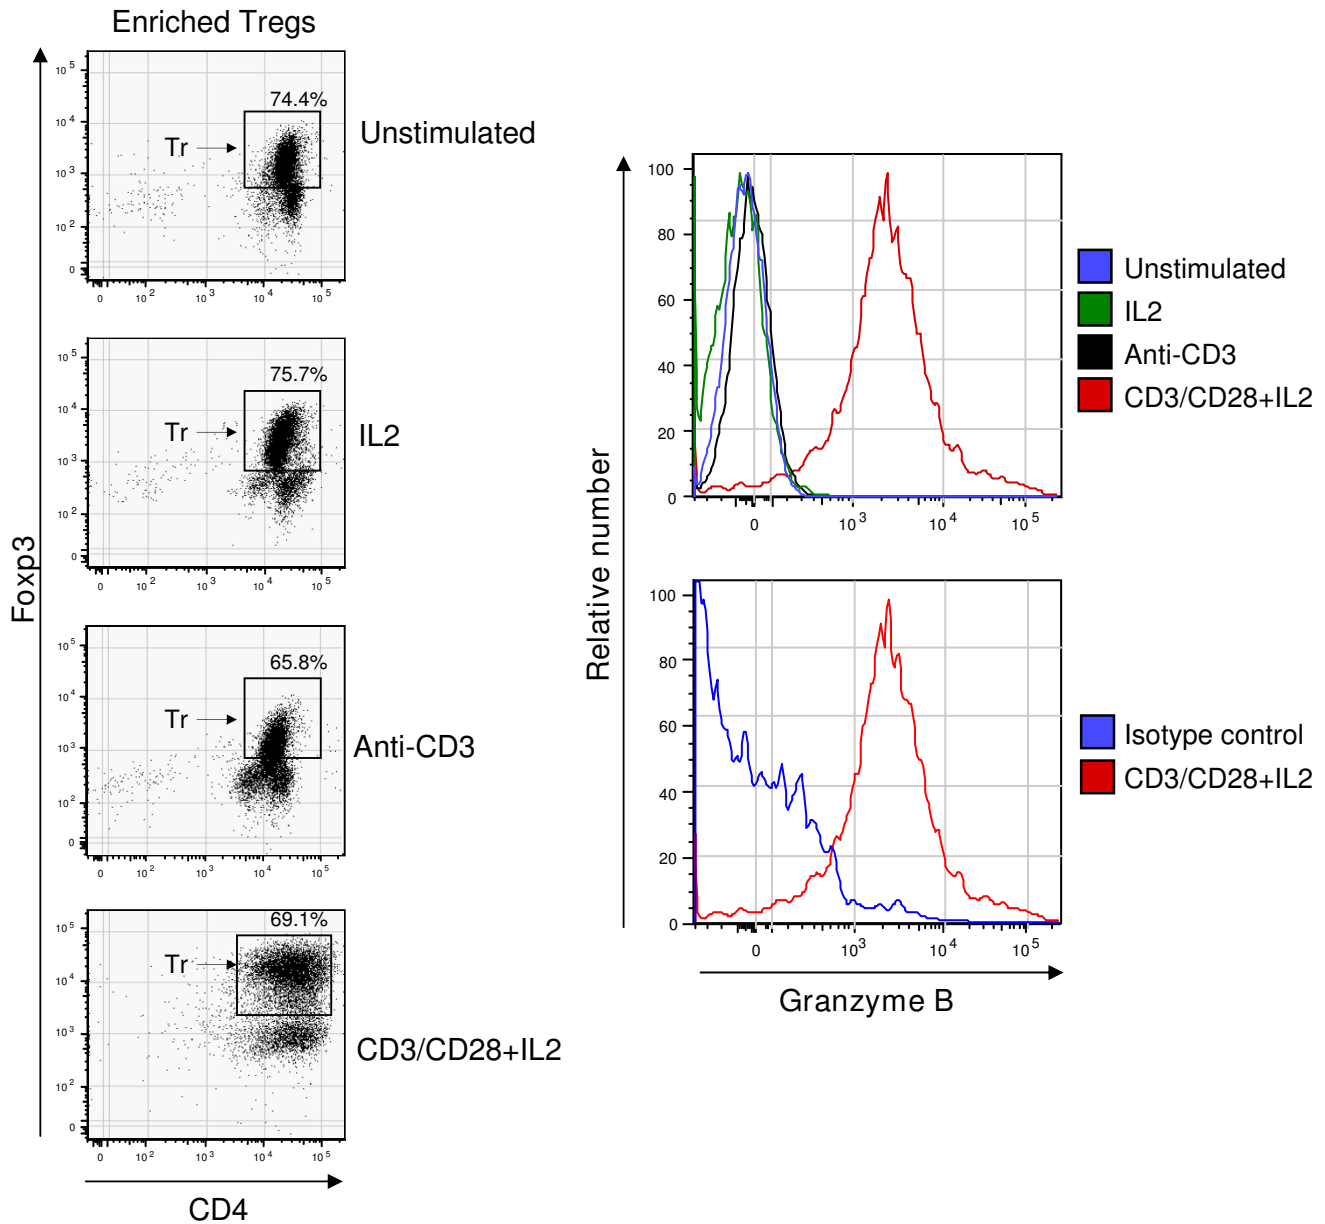 Enriched Tregs
Foxp3
10^5
10^4
10^3
10^2
0
74.4%
Tr
Unstimulated
0 10^2 10^3 10^4 10^5
10^5
10^4
10^3
10^2
0
75.7%
Tr
IL2
0 10^2 10^3 10^4 10^5
10^5
10^4
10^3
10^2
0
65.8%
Tr
Anti-CD3
0 10^2 10^3 10^4 10^5
10^5
10^4
10^3
10^2
0
69.1%
Tr
CD3/CD28+IL2
0 10^2 10^3 10^4 10^5
CD4
Relative number
100
80
60
40
20
0
0 10^3 10^4 10^5
Unstimulated
IL2
Anti-CD3
CD3/CD28+IL2
100
80
60
40
20
0
0 10^3 10^4 10^5
Isotype control
CD3/CD28+IL2
Granzyme B